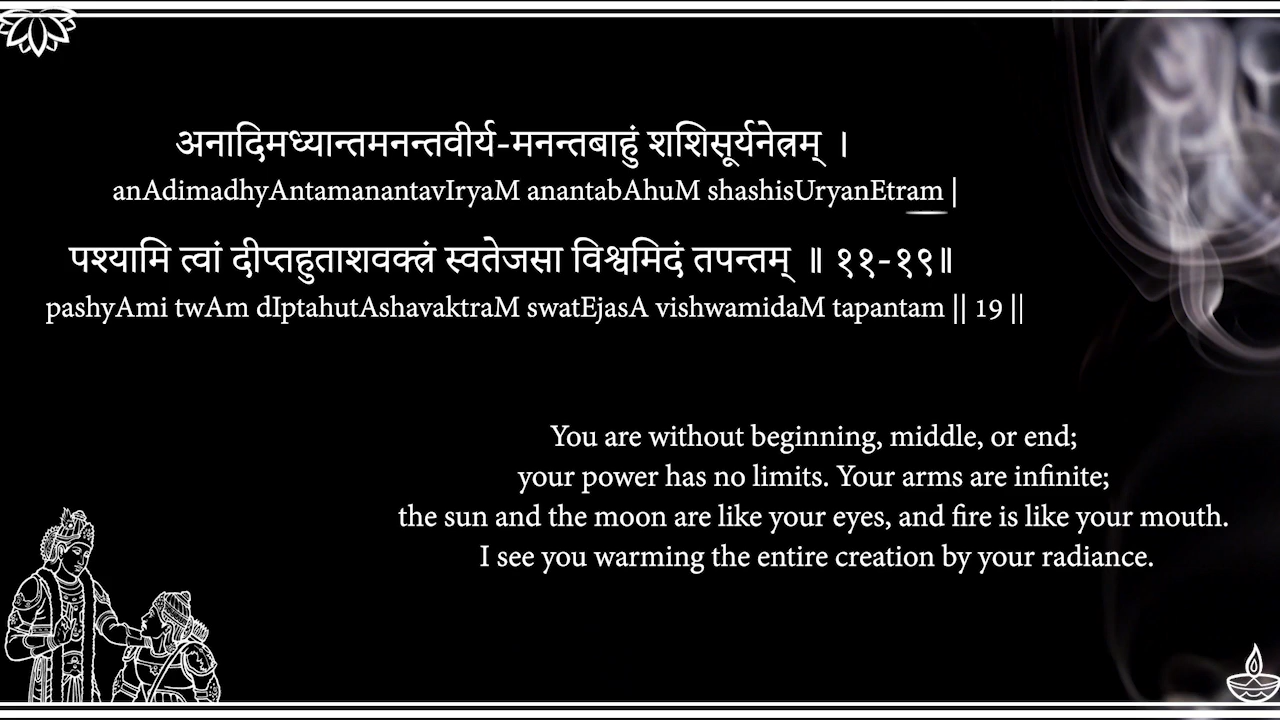 अनादिमध्यान्तमनन्तवीर्य-मनन्तबाहुं शशिसूर्यनेत्रम् ।
anAdimadhyAntamanantavIryaM anantabAhuM shashisUryanEtram |
पश्यामि त्वां दीप्तहुताशवक्त्रं स्वतेजसा विश्वमिदं तपन्तम् ॥ ११-१९॥
pashyAmi twAm dIptahutAshavaktraM swatEjasA vishwamidaM tapantam || 19 ||
You are without beginning, middle, or end;
your power has no limits. Your arms are infinite;
the sun and the moon are like your eyes, and fire is like your mouth.
I see you warming the entire creation by your radiance.